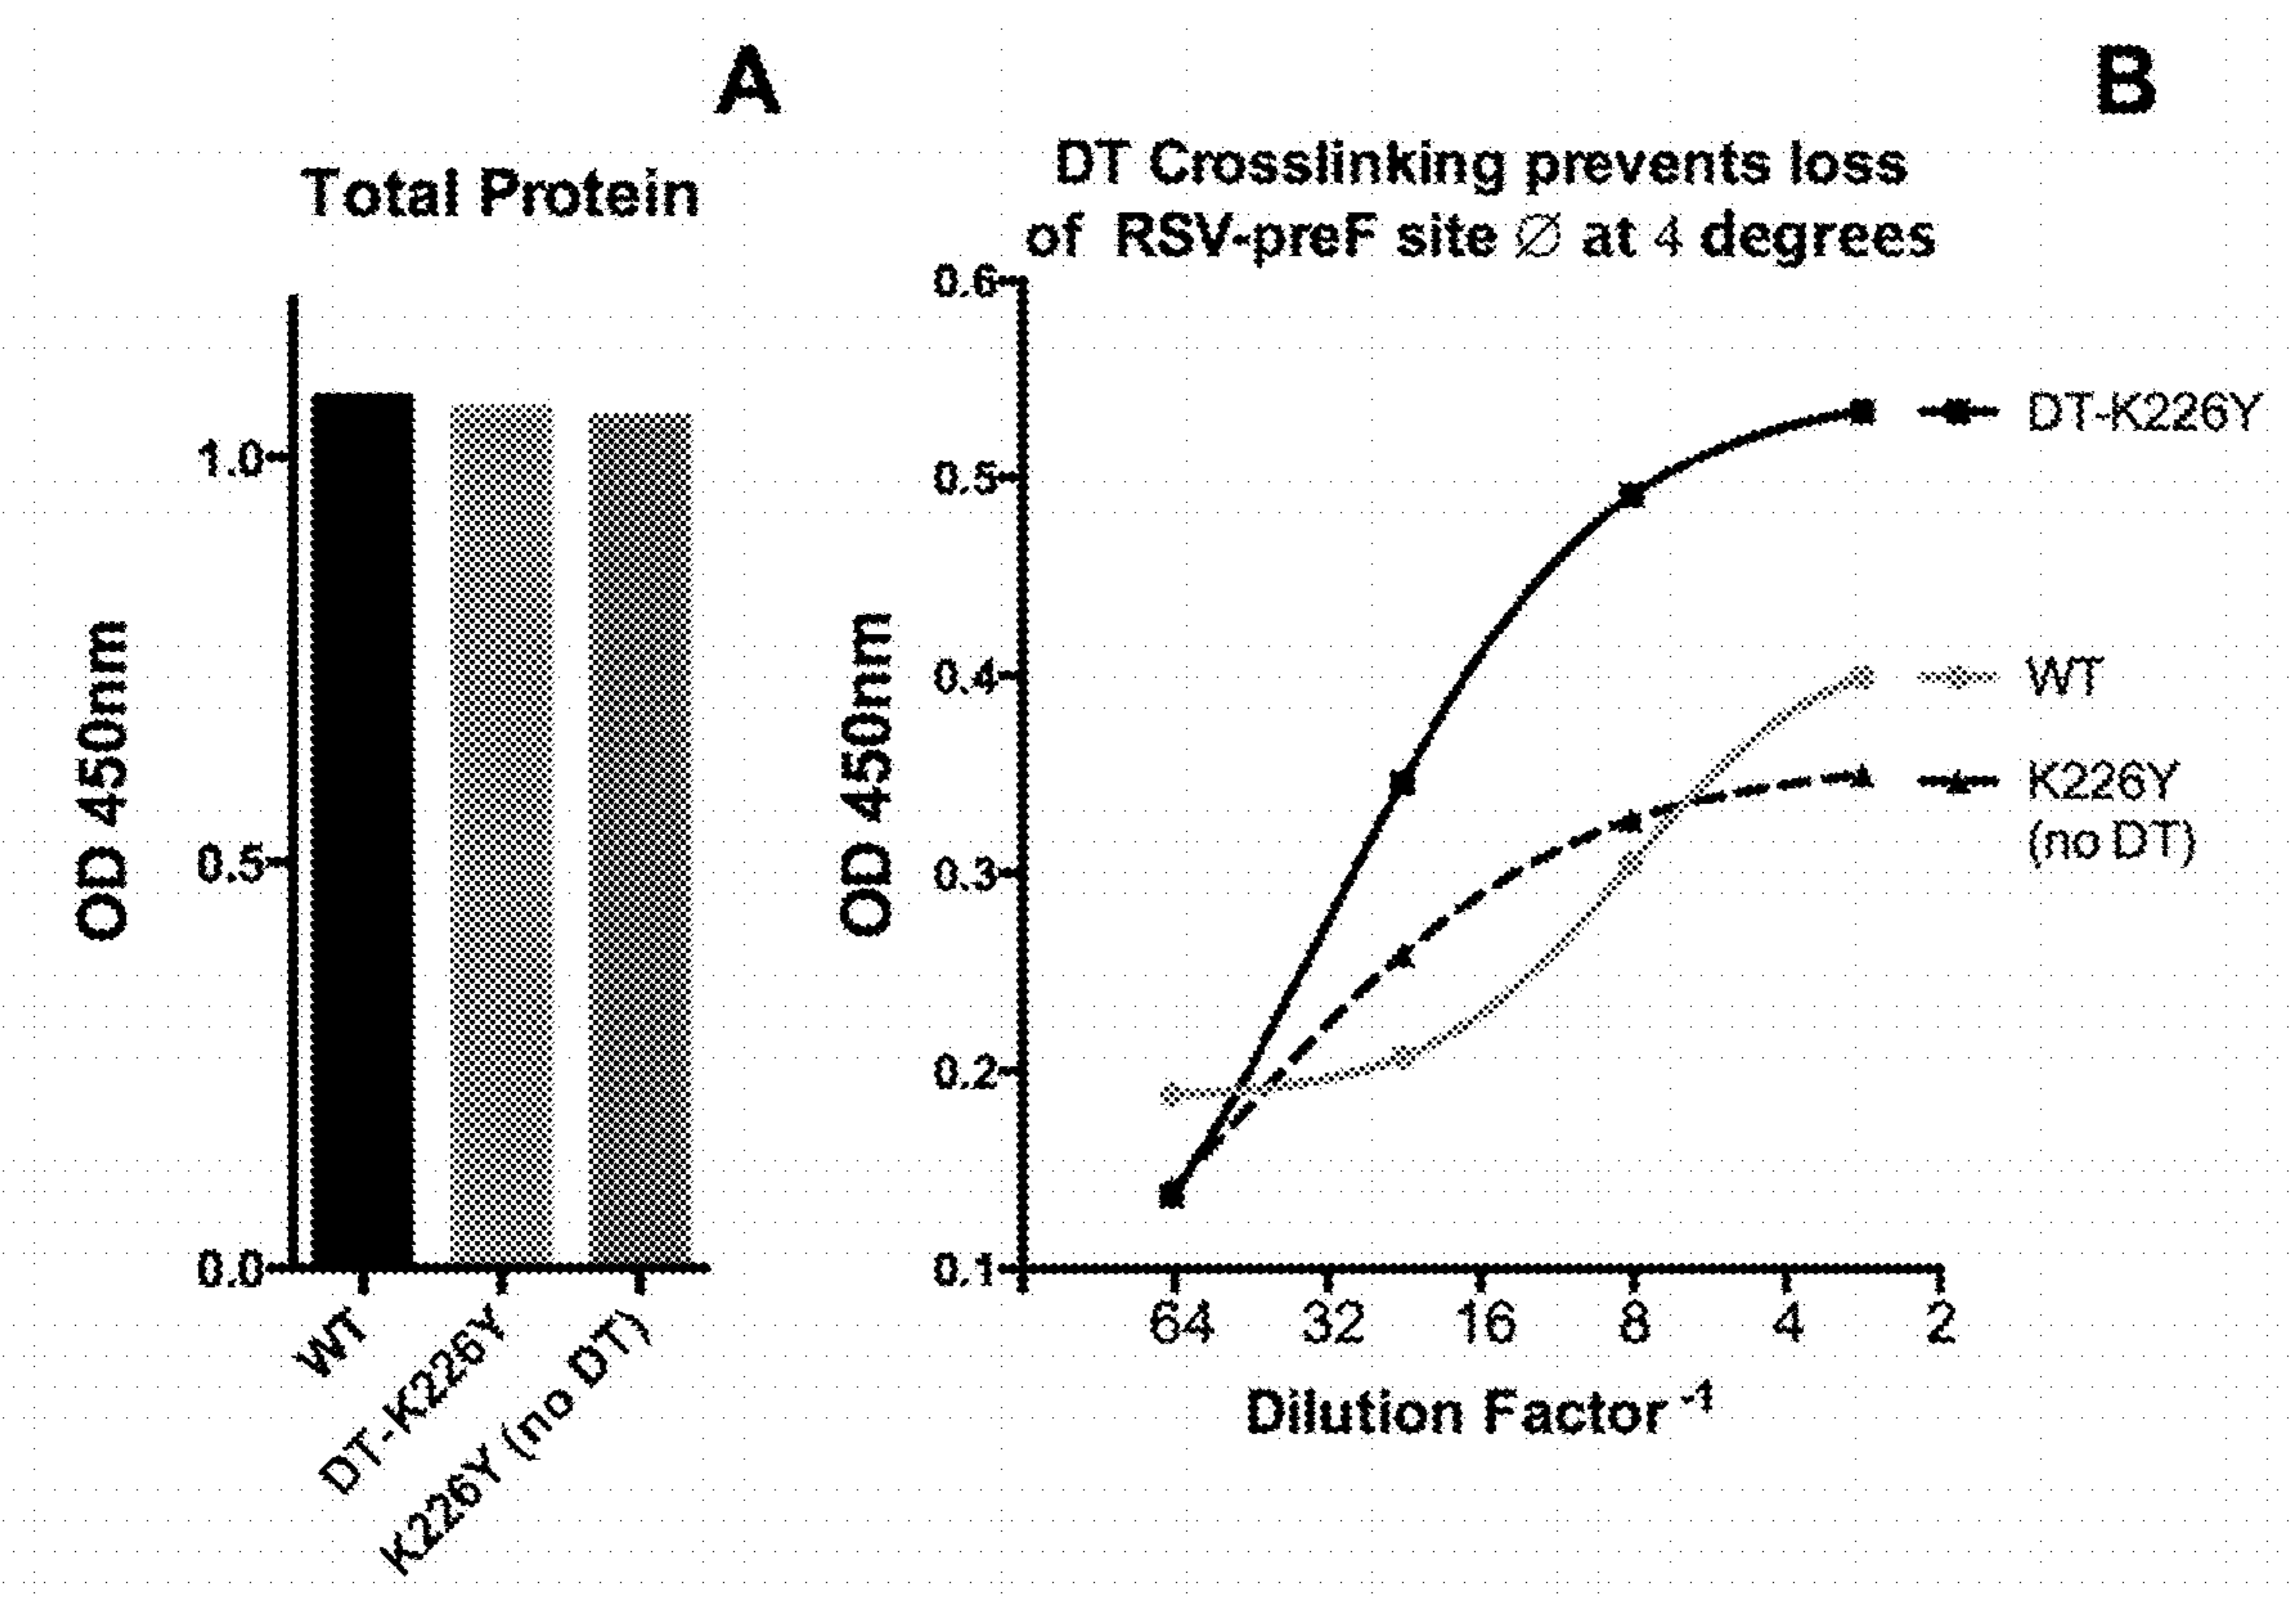 A
Total Protein
OD 450nm
1.0
0.5
0.0
WT
DT-K226Y
K226Y (no DT)
B
DT Crosslinking prevents loss
of RSV-preF site Ø at 4 degrees
OD 450nm
0.6
0.5
0.4
0.3
0.2
0.1
64 32 16 8 4 2
Dilution Factor -1
DT-K226Y
WT
K226Y
(no DT)